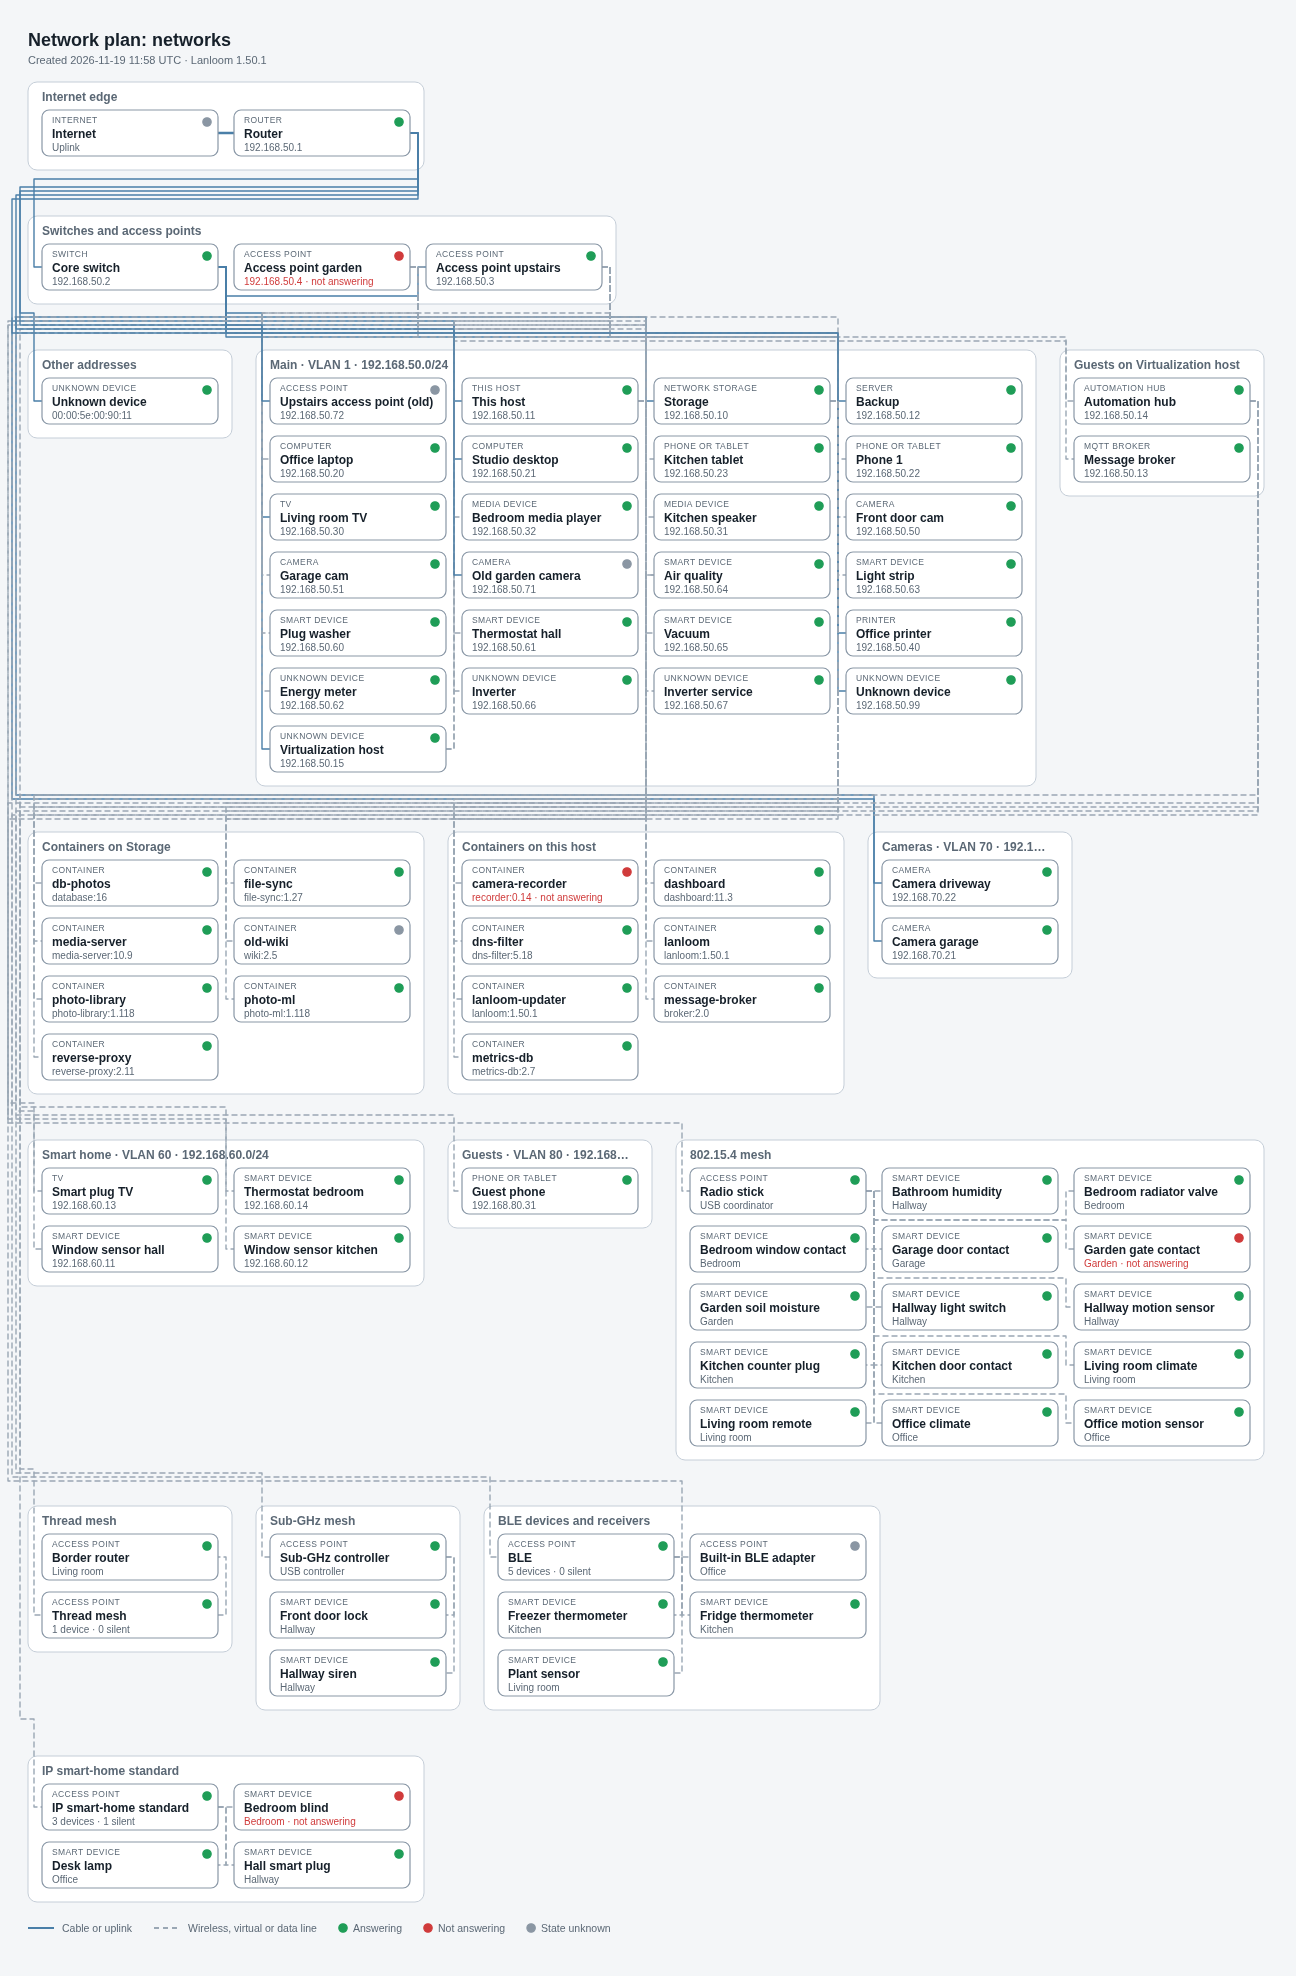 Network plan: networks
Created 2026-11-19 11:58 UTC · Lanloom 1.50.1
Internet edge
INTERNET
Internet
Uplink
ROUTER
Router
192.168.50.1
Switches and access points
SWITCH
Core switch
192.168.50.2
ACCESS POINT
Access point garden
192.168.50.4 · not answering
ACCESS POINT
Access point upstairs
192.168.50.3
Other addresses
UNKNOWN DEVICE
Unknown device
00:00:5e:00:90:11
Main · VLAN 1 · 192.168.50.0/24
ACCESS POINT
Upstairs access point (old)
192.168.50.72
THIS HOST
This host
192.168.50.11
NETWORK STORAGE
Storage
192.168.50.10
SERVER
Backup
192.168.50.12
COMPUTER
Office laptop
192.168.50.20
COMPUTER
Studio desktop
192.168.50.21
PHONE OR TABLET
Kitchen tablet
192.168.50.23
PHONE OR TABLET
Phone 1
192.168.50.22
TV
Living room TV
192.168.50.30
MEDIA DEVICE
Bedroom media player
192.168.50.32
MEDIA DEVICE
Kitchen speaker
192.168.50.31
CAMERA
Front door cam
192.168.50.50
CAMERA
Garage cam
192.168.50.51
CAMERA
Old garden camera
192.168.50.71
SMART DEVICE
Air quality
192.168.50.64
SMART DEVICE
Light strip
192.168.50.63
SMART DEVICE
Plug washer
192.168.50.60
SMART DEVICE
Thermostat hall
192.168.50.61
SMART DEVICE
Vacuum
192.168.50.65
PRINTER
Office printer
192.168.50.40
UNKNOWN DEVICE
Energy meter
192.168.50.62
UNKNOWN DEVICE
Inverter
192.168.50.66
UNKNOWN DEVICE
Inverter service
192.168.50.67
UNKNOWN DEVICE
Unknown device
192.168.50.99
UNKNOWN DEVICE
Virtualization host
192.168.50.15
Guests on Virtualization host
AUTOMATION HUB
Automation hub
192.168.50.14
MQTT BROKER
Message broker
192.168.50.13
Containers on Storage
CONTAINER
db-photos
database:16
CONTAINER
file-sync
file-sync:1.27
CONTAINER
media-server
media-server:10.9
CONTAINER
old-wiki
wiki:2.5
CONTAINER
photo-library
photo-library:1.118
CONTAINER
photo-ml
photo-ml:1.118
CONTAINER
reverse-proxy
reverse-proxy:2.11
Containers on this host
CONTAINER
camera-recorder
recorder:0.14 · not answering
CONTAINER
dashboard
dashboard:11.3
CONTAINER
dns-filter
dns-filter:5.18
CONTAINER
lanloom
lanloom:1.50.1
CONTAINER
lanloom-updater
lanloom:1.50.1
CONTAINER
message-broker
broker:2.0
CONTAINER
metrics-db
metrics-db:2.7
Cameras · VLAN 70 · 192.1…
CAMERA
Camera driveway
192.168.70.22
CAMERA
Camera garage
192.168.70.21
Smart home · VLAN 60 · 192.168.60.0/24
TV
Smart plug TV
192.168.60.13
SMART DEVICE
Thermostat bedroom
192.168.60.14
SMART DEVICE
Window sensor hall
192.168.60.11
SMART DEVICE
Window sensor kitchen
192.168.60.12
Guests · VLAN 80 · 192.168…
PHONE OR TABLET
Guest phone
192.168.80.31
802.15.4 mesh
ACCESS POINT
Radio stick
USB coordinator
SMART DEVICE
Bathroom humidity
Hallway
SMART DEVICE
Bedroom radiator valve
Bedroom
SMART DEVICE
Bedroom window contact
Bedroom
SMART DEVICE
Garage door contact
Garage
SMART DEVICE
Garden gate contact
Garden · not answering
SMART DEVICE
Garden soil moisture
Garden
SMART DEVICE
Hallway light switch
Hallway
SMART DEVICE
Hallway motion sensor
Hallway
SMART DEVICE
Kitchen counter plug
Kitchen
SMART DEVICE
Kitchen door contact
Kitchen
SMART DEVICE
Living room climate
Living room
SMART DEVICE
Living room remote
Living room
SMART DEVICE
Office climate
Office
SMART DEVICE
Office motion sensor
Office
Thread mesh
ACCESS POINT
Border router
Living room
ACCESS POINT
Thread mesh
1 device · 0 silent
Sub-GHz mesh
ACCESS POINT
Sub-GHz controller
USB controller
SMART DEVICE
Front door lock
Hallway
SMART DEVICE
Hallway siren
Hallway
BLE devices and receivers
ACCESS POINT
BLE
5 devices · 0 silent
ACCESS POINT
Built-in BLE adapter
Office
SMART DEVICE
Freezer thermometer
Kitchen
SMART DEVICE
Fridge thermometer
Kitchen
SMART DEVICE
Plant sensor
Living room
IP smart-home standard
ACCESS POINT
IP smart-home standard
3 devices · 1 silent
SMART DEVICE
Bedroom blind
Bedroom · not answering
SMART DEVICE
Desk lamp
Office
SMART DEVICE
Hall smart plug
Hallway
Cable or uplink
Wireless, virtual or data line
Answering
Not answering
State unknown